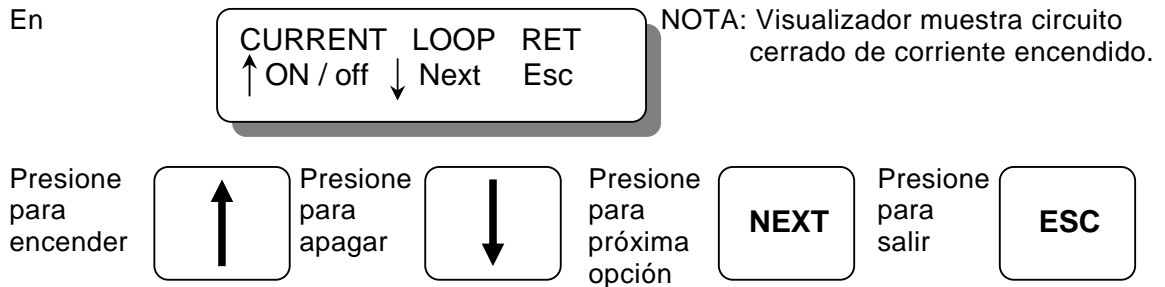 En
CURRENT LOOP RET
↑ ON / off ↓ Next Esc
NOTA: Visualizador muestra circuito
cerrado de corriente encendido.
Presione
para
encender
Presione
para
apagar
Presione
para
próxima
opción
NEXT
Presione
para
salir
ESC